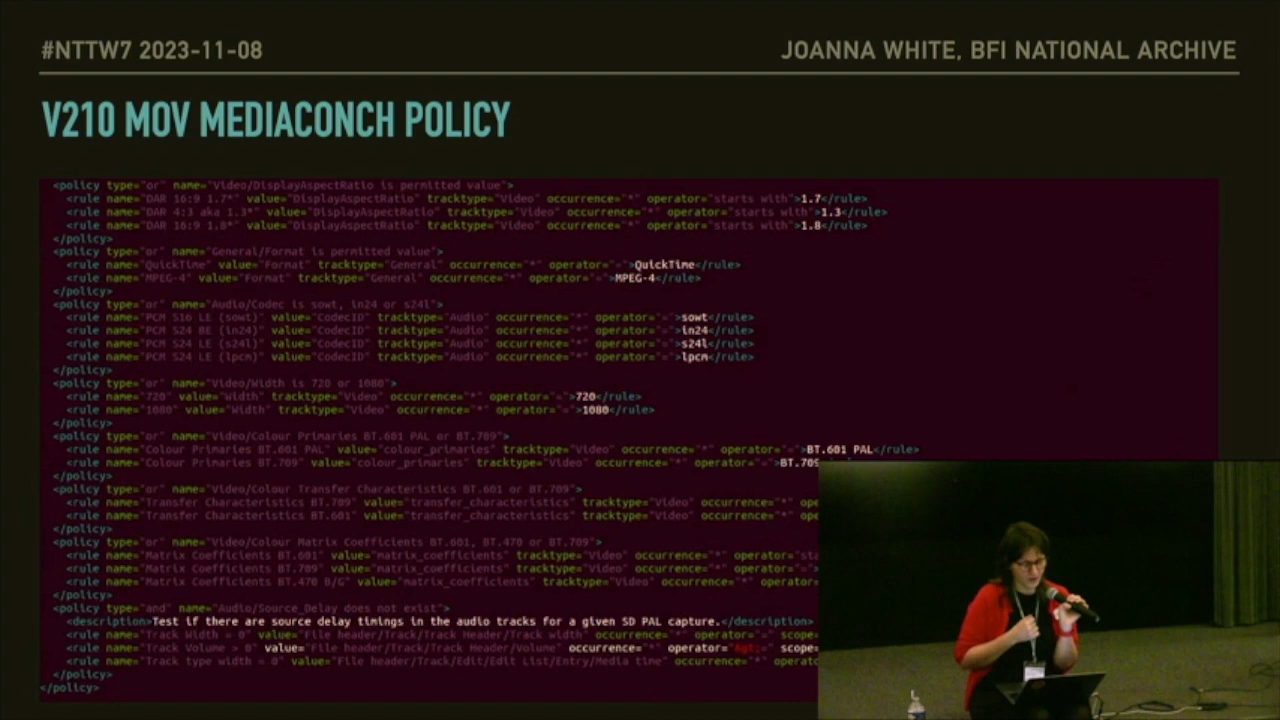 #NTTW7 2023-11-08
JOANNA WHITE, BFI NATIONAL ARCHIVE
V210 MOV MEDIACONCH POLICY
<policy type="or" name="Video/DisplayAspectRatio is permitted value">
<rule name="DAR 16:9 1.7*" value="DisplayAspectRatio" tracktype="Video" occurrence="*" operator="starts with">1.7</rule>
<rule name="DAR 4:3 aka 1.3*" value="DisplayAspectRatio" tracktype="Video" occurrence="*" operator="starts with">1.3</rule>
<rule name="DAR 16:9 1.8*" value="DisplayAspectRatio" tracktype="Video" occurrence="*" operator="starts with">1.8</rule>
</policy>
<policy type="or" name="General/Format is permitted value">
<rule name="QuickTime" value="Format" tracktype="General" occurrence="*" operator="=">QuickTime</rule>
<rule name="MPEG-4" value="Format" tracktype="General" occurrence="*" operator="=">MPEG-4</rule>
</policy>
<policy type="or" name="Audio/Codec is sowt, in24 or s24l">
<rule name="PCM S16 LE (sowt)" value="CodecID" tracktype="Audio" occurrence="*" operator="=">sowt</rule>
<rule name="PCM S24 BE (in24)" value="CodecID" tracktype="Audio" occurrence="*" operator="=">in24</rule>
<rule name="PCM S24 LE (s24l)" value="CodecID" tracktype="Audio" occurrence="*" operator="=">s24l</rule>
<rule name="PCM S24 LE (lpcm)" value="CodecID" tracktype="Audio" occurrence="*" operator="=">lpcm</rule>
</policy>
<policy type="or" name="Video/Width is 720 or 1080">
<rule name="720" value="Width" tracktype="Video" occurrence="*" operator="=">720</rule>
<rule name="1080" value="Width" tracktype="Video" occurrence="*" operator="=">1080</rule>
</policy>
<policy type="or" name="Video/Colour Primaries BT.601 PAL or BT.709">
<rule name="Colour Primaries BT.601 PAL" value="colour_primaries" tracktype="Video" occurrence="*" operator="=">BT.601 PAL</rule>
<rule name="Colour Primaries BT.709" value="colour_primaries" tracktype="Video" occurrence="*" operator="=">BT.709
</policy>
<policy type="or" name="Video/Colour Transfer Characteristics BT.601 or BT.709">
<rule name="Transfer Characteristics BT.709" value="transfer_characteristics" tracktype="Video" occurrence="*" ope
<rule name="Transfer Characteristics BT.601" value="transfer_characteristics" tracktype="Video" occurrence="*" ope
</policy>
<policy type="or" name="Video/Colour Matrix Coefficients BT.601, BT.470 or BT.709">
<rule name="Matrix Coefficients BT.601" value="matrix_coefficients" tracktype="Video" occurrence="*" operator="sta
<rule name="Matrix Coefficients BT.709" value="matrix_coefficients" tracktype="Video" occurrence="*" operator="=">
<rule name="Matrix Coefficients BT.470 B/G" value="matrix_coefficients" tracktype="Video" occurrence="*" operator=
</policy>
<policy type="and" name="Audio/Source_Delay does not exist">
<description>Test if there are source delay timings in the audio tracks for a given SD PAL capture.</description>
<rule name="Track Width = 0" value="File header/Track/Track Header/Track width" occurrence="*" operator="=" scope=
<rule name="Track Volume > 0" value="File header/Track/Track Header/Volume" occurrence="*" operator="&gt;=" scope=
<rule name="Track type width = 0" value="File header/Track/Edit/Edit List/Entry/Media time" occurrence="*" operato
</policy>
</policy>